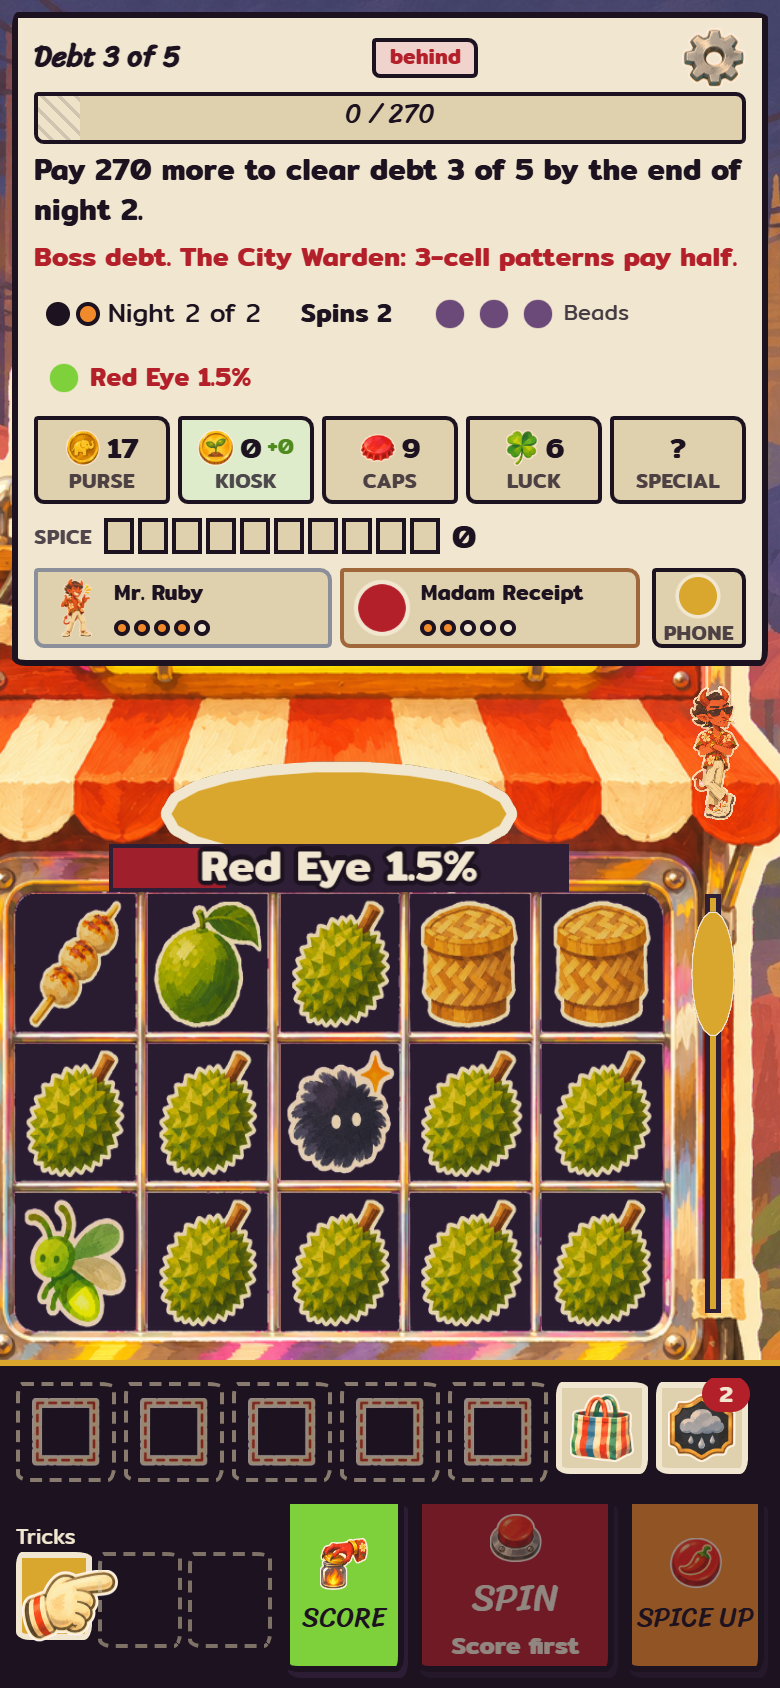 Debt 3 of 5
behind
0 / 270
Pay 270 more to clear debt 3 of 5 by the end of
night 2.
Boss debt. The City Warden: 3-cell patterns pay half.
Night 2 of 2
Spins 2
Beads
Red Eye 1.5%
17
PURSE
0 +0
KIOSK
9
CAPS
6
LUCK
?
SPECIAL
SPICE
0
Mr. Ruby
Madam Receipt
PHONE
Red Eye 1.5%
2
Tricks
SCORE
SPIN
Score first
SPICE UP